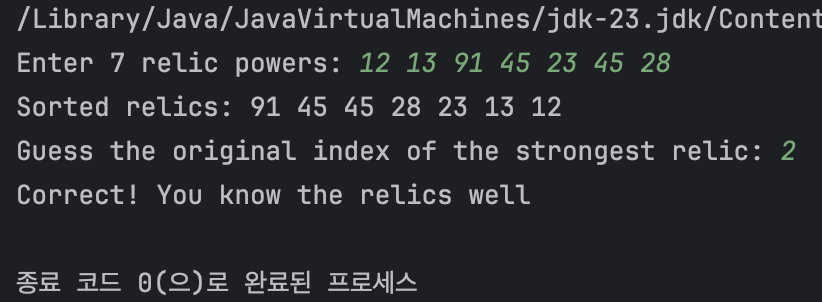 /Library/Java/JavaVirtualMachines/jdk-23.jdk/Content
Enter 7 relic powers: 12 13 91 45 23 45 28
Sorted relics: 91 45 45 28 23 13 12
Guess the original index of the strongest relic: 2
Correct! You know the relics well
종료 코드 0(으)로 완료된 프로세스